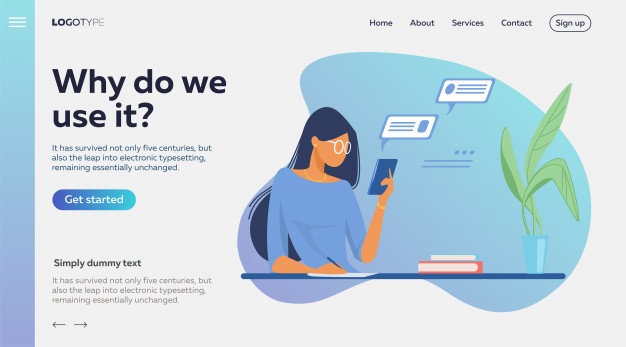 LOGOTYPE
Home About Services Contact Sign up
Why do we
use it?
It has survived not only five centuries, but
also the leap into electronic typesetting,
remaining essentially unchanged.
Get started
Simply dummy text
It has survived not only five centuries, but
also the leap into electronic typesetting,
remaining essentially unchanged.